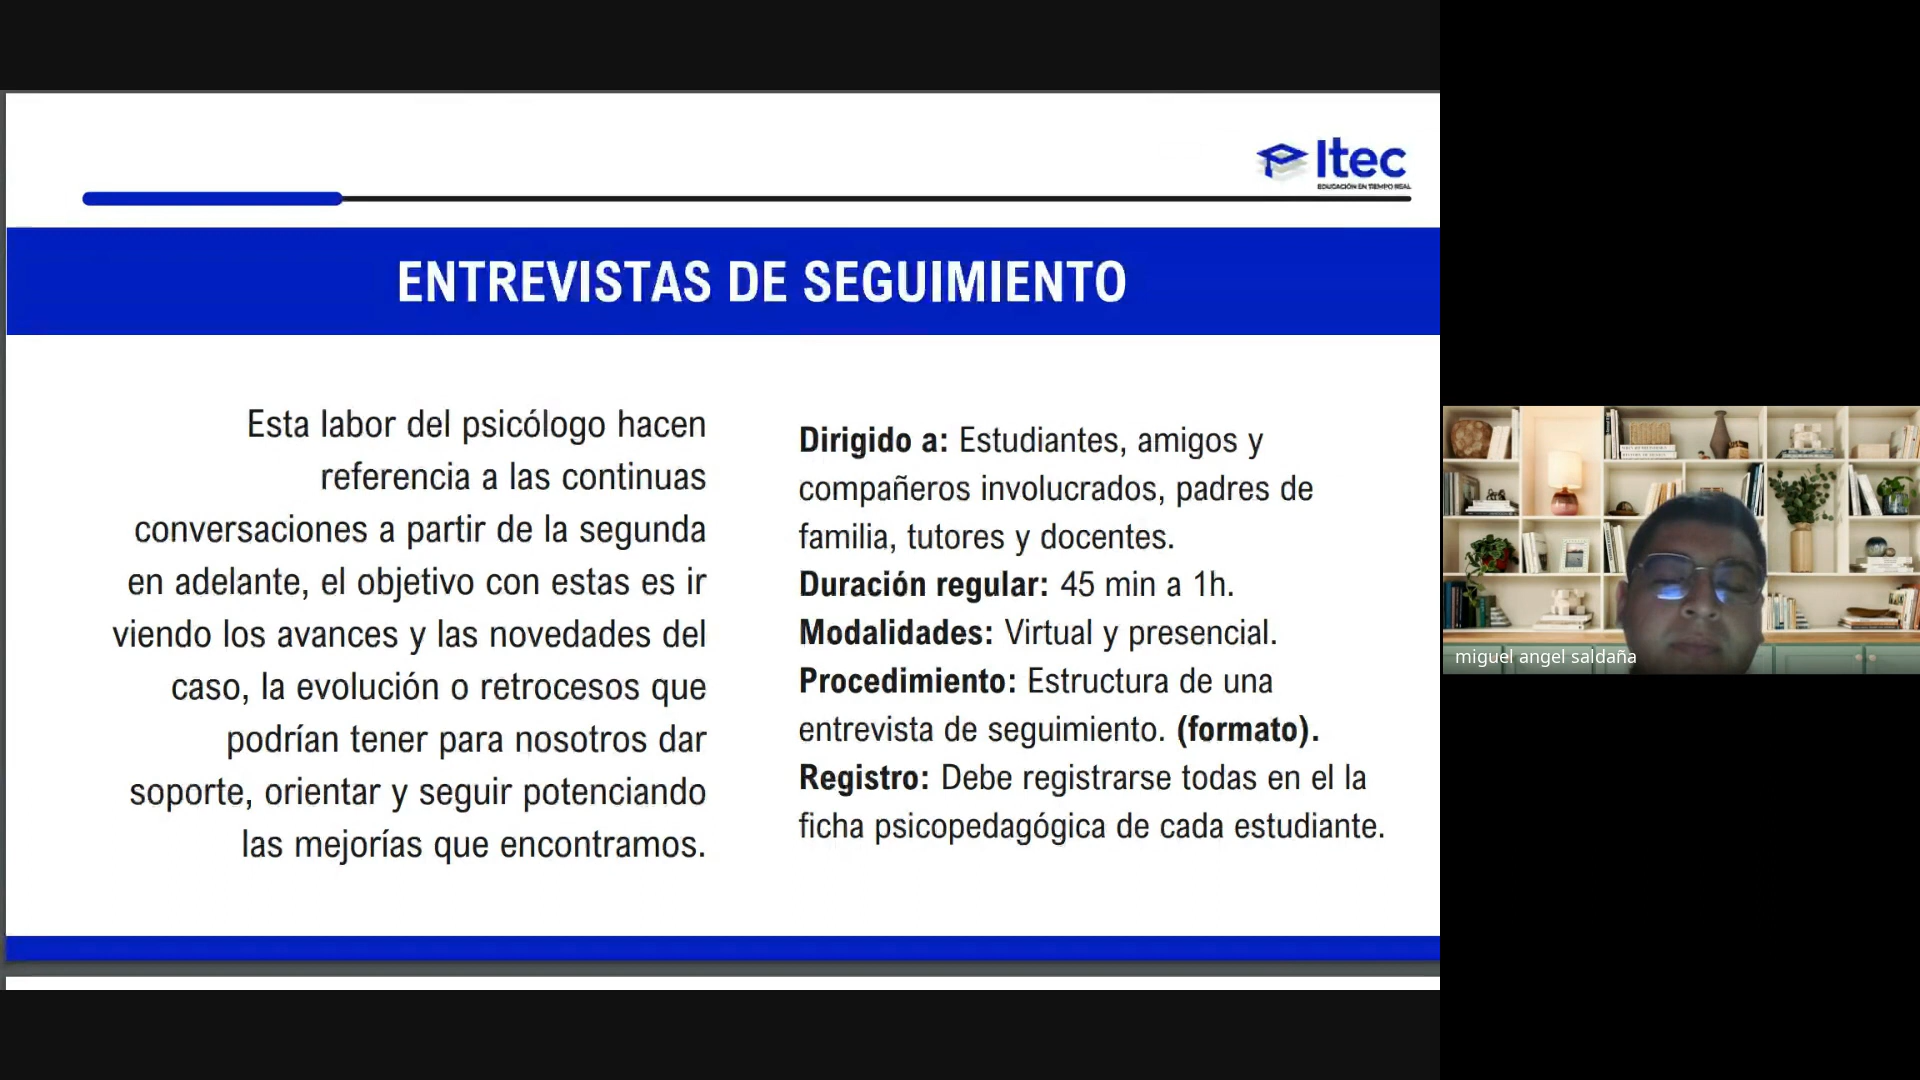 Itec
EDUCACIÓN EN TIEMPO REAL
ENTREVISTAS DE SEGUIMIENTO
Esta labor del psicólogo hacen
referencia a las continuas
conversaciones a partir de la segunda
en adelante, el objetivo con estas es ir
viendo los avances y las novedades del
caso, la evolución o retrocesos que
podrían tener para nosotros dar
soporte, orientar y seguir potenciando
las mejorías que encontramos.
Dirigido a: Estudiantes, amigos y
compañeros involucrados, padres de
familia, tutores y docentes.
Duración regular: 45 min a 1h.
Modalidades: Virtual y presencial.
Procedimiento: Estructura de una
entrevista de seguimiento. (formato).
Registro: Debe registrarse todas en el la
ficha psicopedagógica de cada estudiante.
miguel angel saldaña